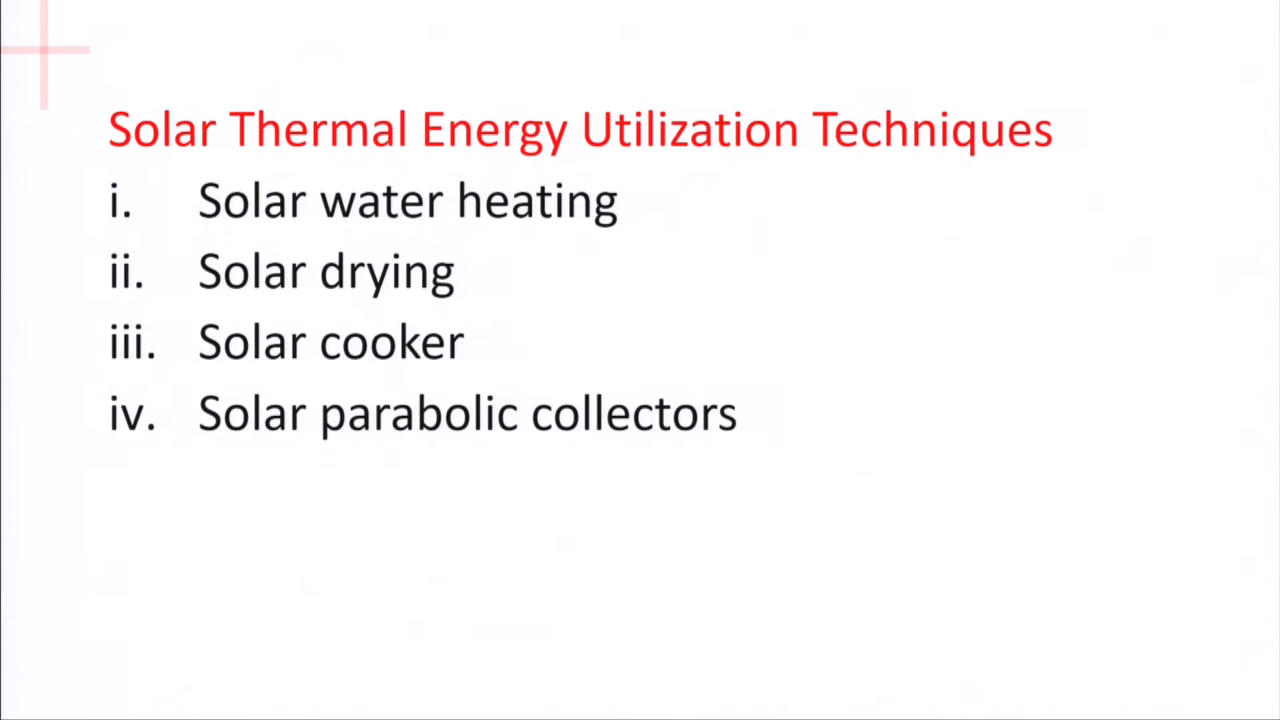 Solar Thermal Energy Utilization Techniques
i. Solar water heating
ii. Solar drying
iii. Solar cooker
iv. Solar parabolic collectors